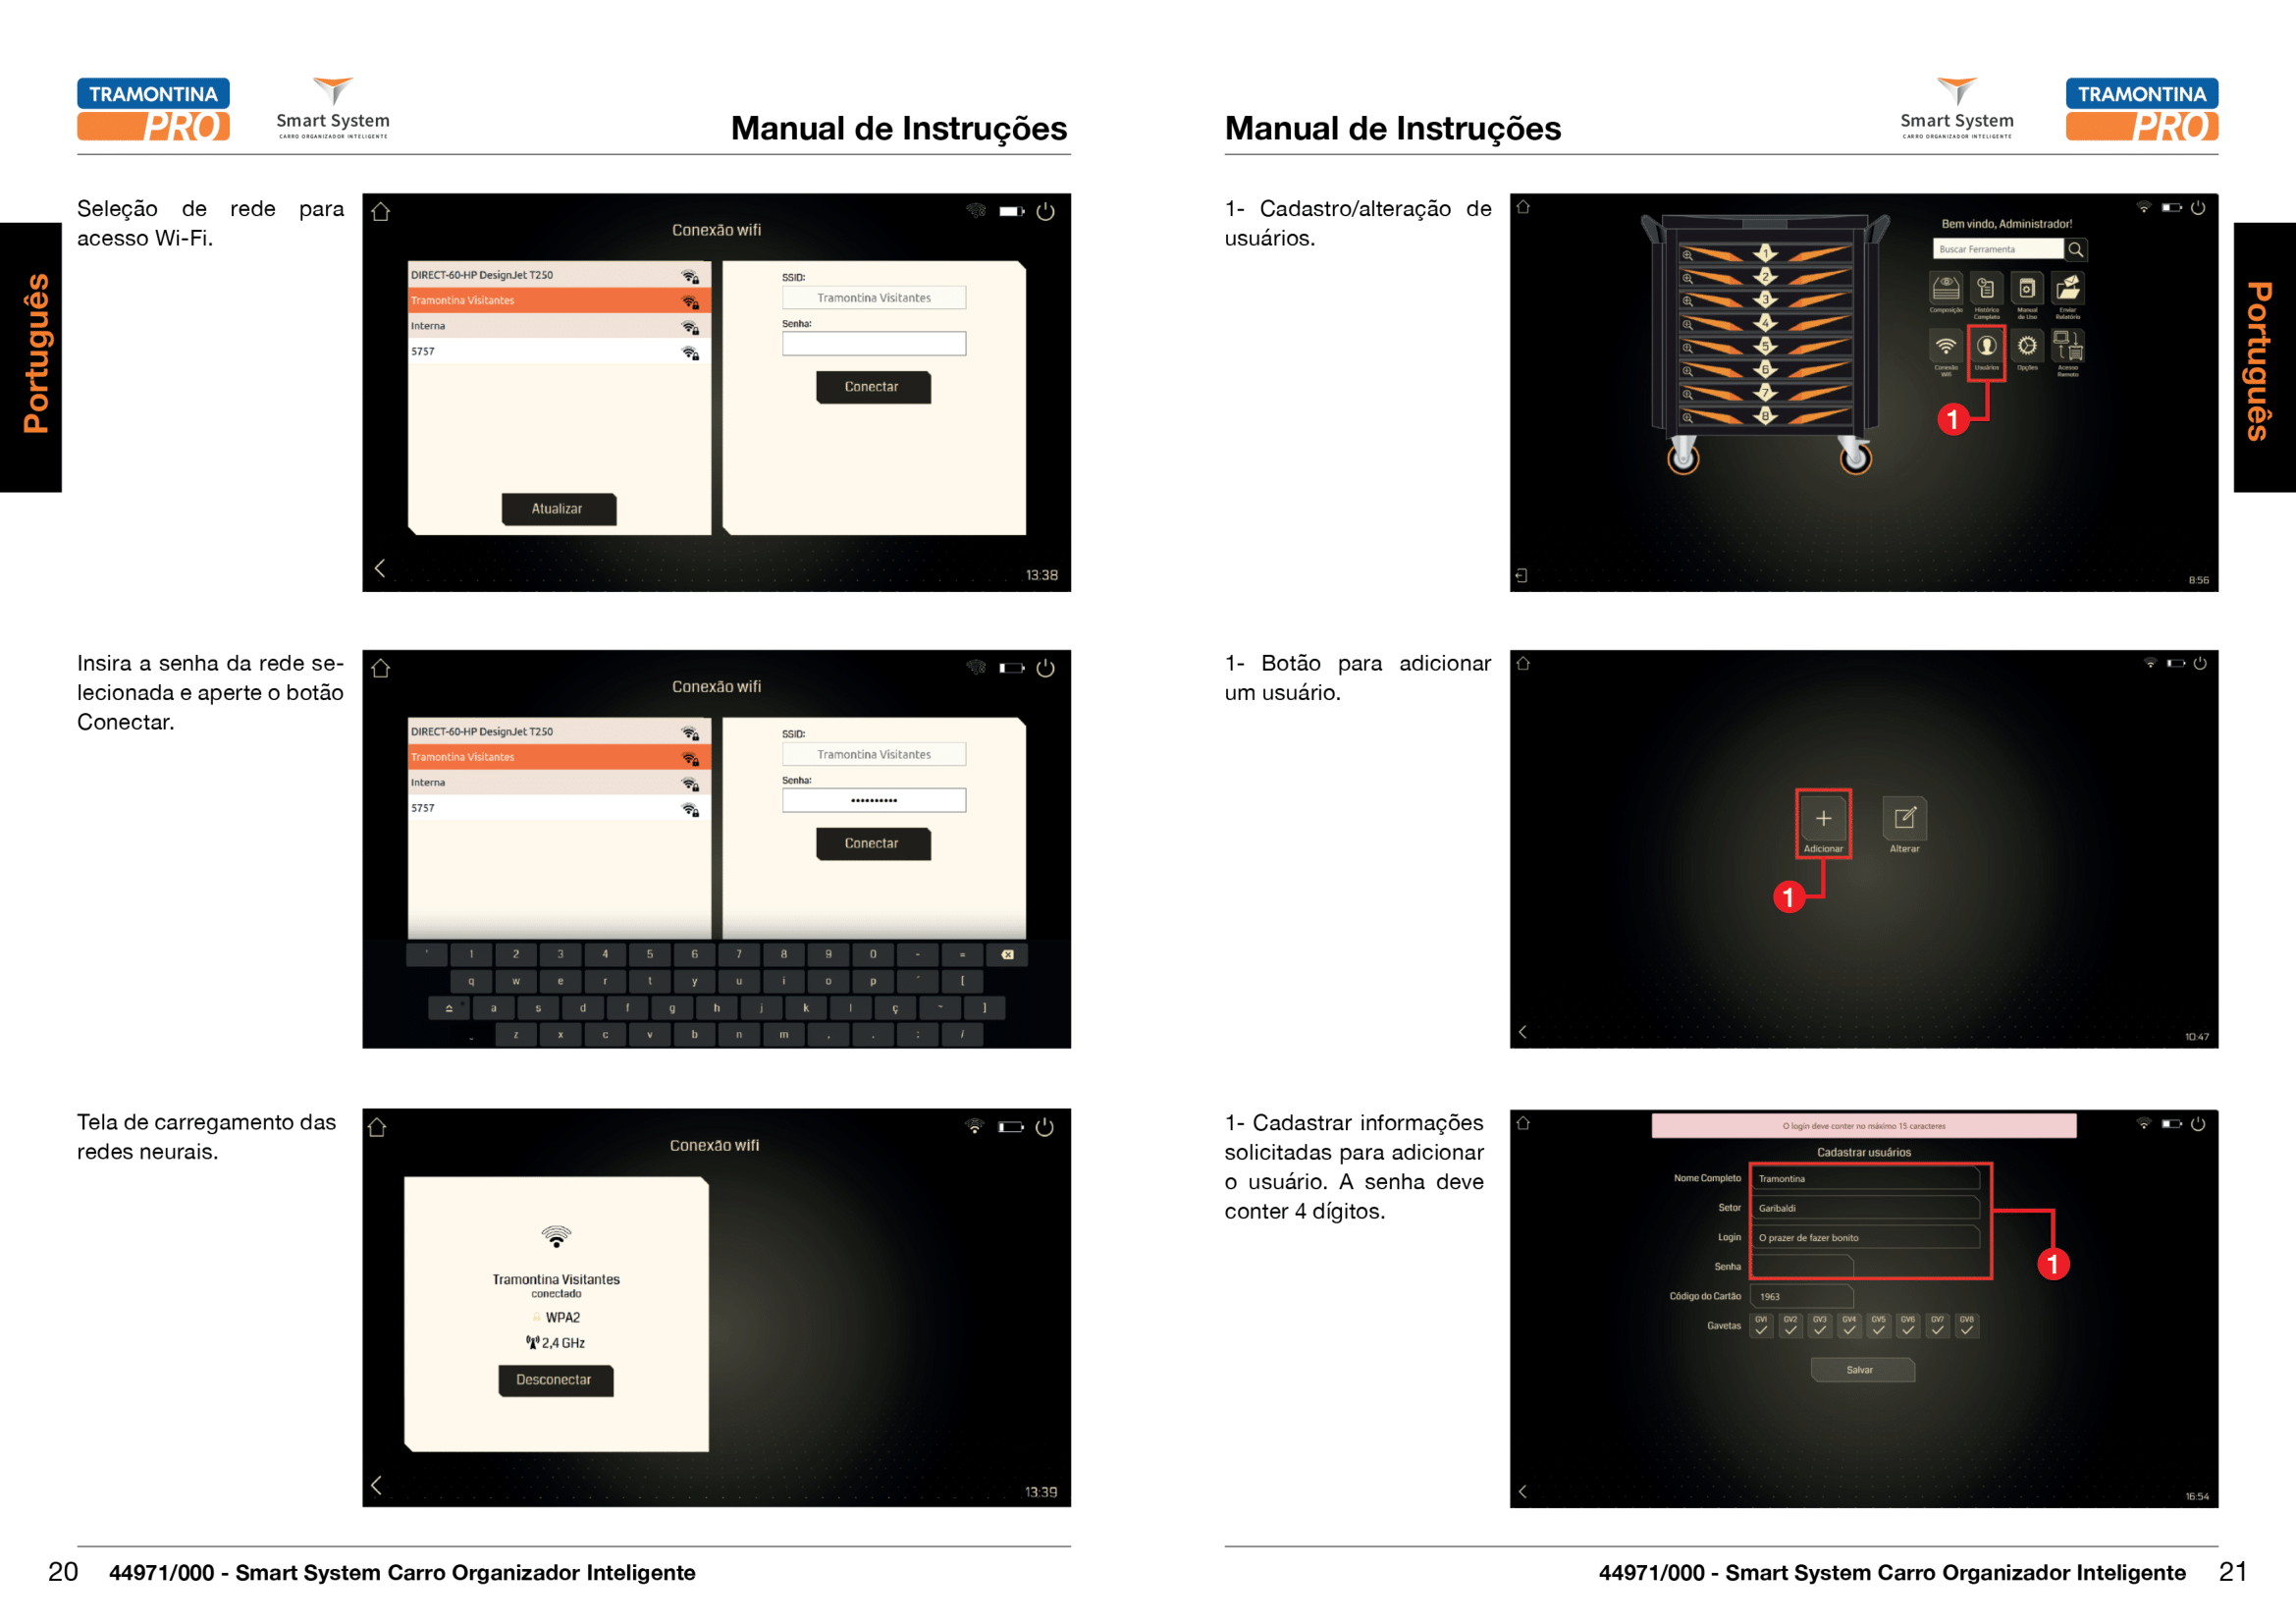 TRAMONTINA
PRO
Smart System
CARRO ORGANIZADOR INTELIGENTE
Manual de Instruções
Português
Seleção de rede para
acesso Wi-Fi.
Conexão wifi
DIRECT-60-HP DesignJet T250
Tramontina Visitantes
Interna
5757
Atualizar
SSID:
Tramontina Visitantes
Senha:
Conectar
13:38
Insira a senha da rede se-
lecionada e aperte o botão
Conectar.
Conexão wifi
DIRECT-60-HP DesignJet T250
Tramontina Visitantes
Interna
5757
SSID:
Tramontina Visitantes
Senha:
••••••••••
Conectar
' 1 2 3 4 5 6 7 8 9 0 - =
q w e r t y u i o p ´ [
a s d f g h j k l ç ~ ]
z x c v b n m , . ; /
Tela de carregamento das
redes neurais.
Conexão wifi
Tramontina Visitantes
conectado
WPA2
2,4 GHz
Desconectar
13:39
20 44971/000 - Smart System Carro Organizador Inteligente
Manual de Instruções
Smart System
CARRO ORGANIZADOR INTELIGENTE
TRAMONTINA
PRO
Português
1- Cadastro/alteração de
usuários.
1
2
3
4
5
6
7
8
Bem vindo, Administrador!
Buscar Ferramenta
Composição
Histórico
Completo
Manual
de Uso
Enviar
Relatório
Conexão
Wifi
Usuários
Opções
Acesso
Remoto
1
8:56
1- Botão para adicionar
um usuário.
Adicionar
Alterar
1
10:47
1- Cadastrar informações
solicitadas para adicionar
o usuário. A senha deve
conter 4 dígitos.
O login deve conter no máximo 15 caracteres
Cadastrar usuários
Nome Completo Tramontina
Setor Garibaldi
Login O prazer de fazer bonito
Senha
Código do Cartão 1963
Gavetas GV1 GV2 GV3 GV4 GV5 GV6 GV7 GV8
Salvar
1
16:54
44971/000 - Smart System Carro Organizador Inteligente 21